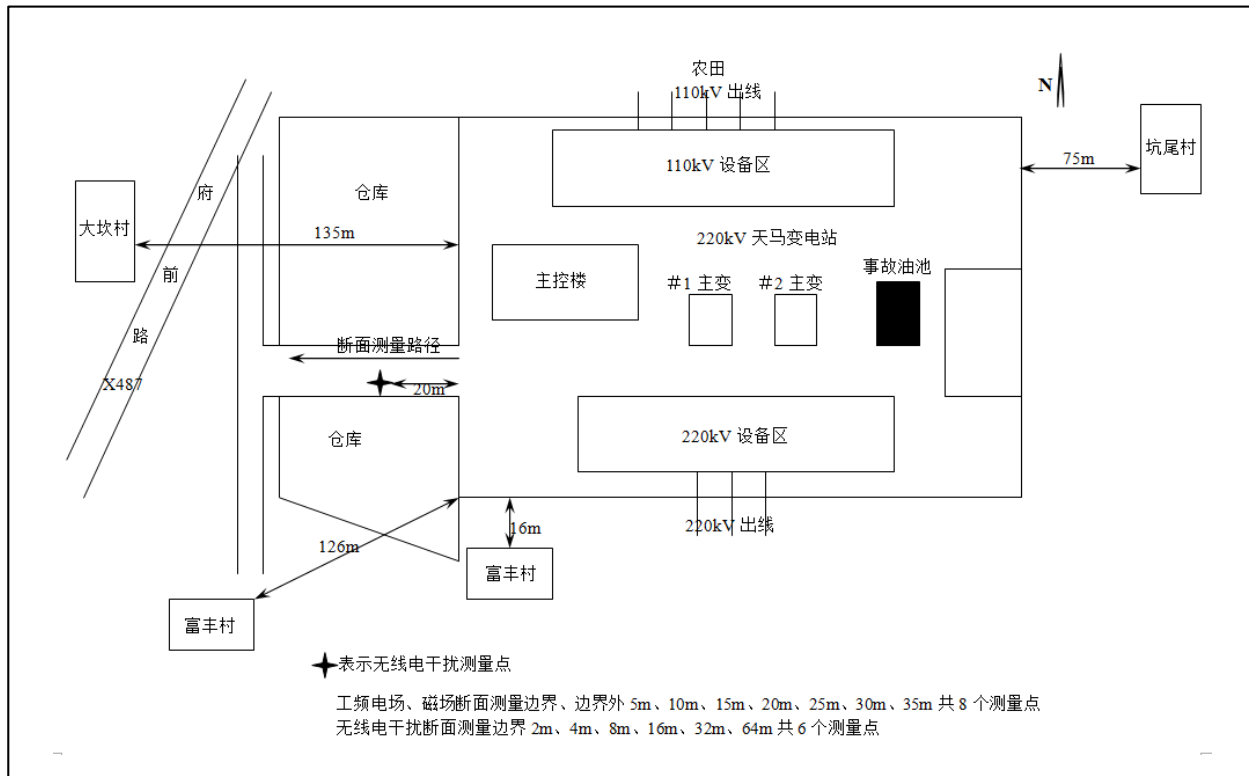 农田
110kV 出线
N
坑尾村
75m
110kV 设备区
仓库
府
大坎村
135m
220kV 天马变电站
前
主控楼
#1 主变
#2 主变
事故油池
路
断面测量路径
X487
20m
仓库
220kV 设备区
220kV 出线
16m
126m
富丰村
富丰村
表示无线电干扰测量点
工频电场、磁场断面测量边界、边界外 5m、10m、15m、20m、25m、30m、35m 共 8 个测量点
无线电干扰断面测量边界 2m、4m、8m、16m、32m、64m 共 6 个测量点